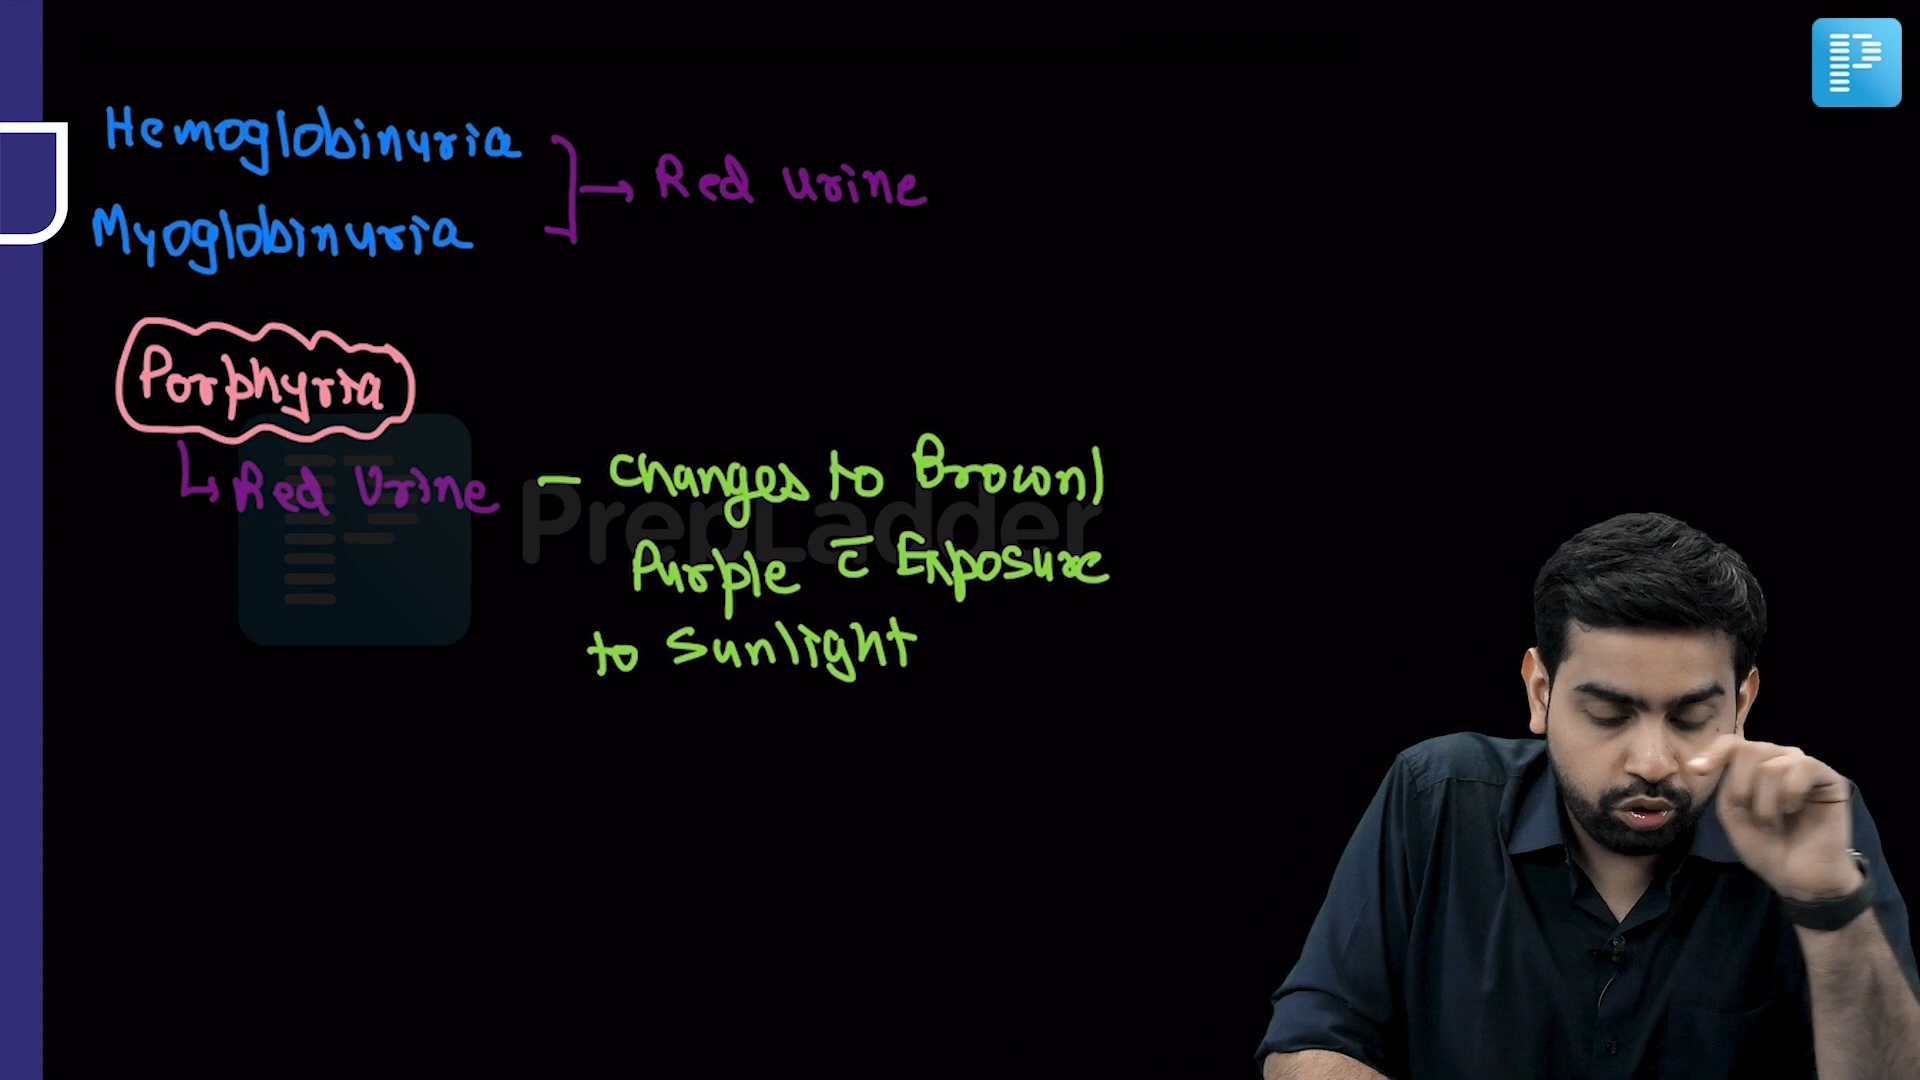 Hemoglobinuria
Myoglobinuria
→ Red urine
Porphyria
↳ Red Urine – Changes to Brown/
Purple c̄ Exposure
to Sunlight
PrepLadder